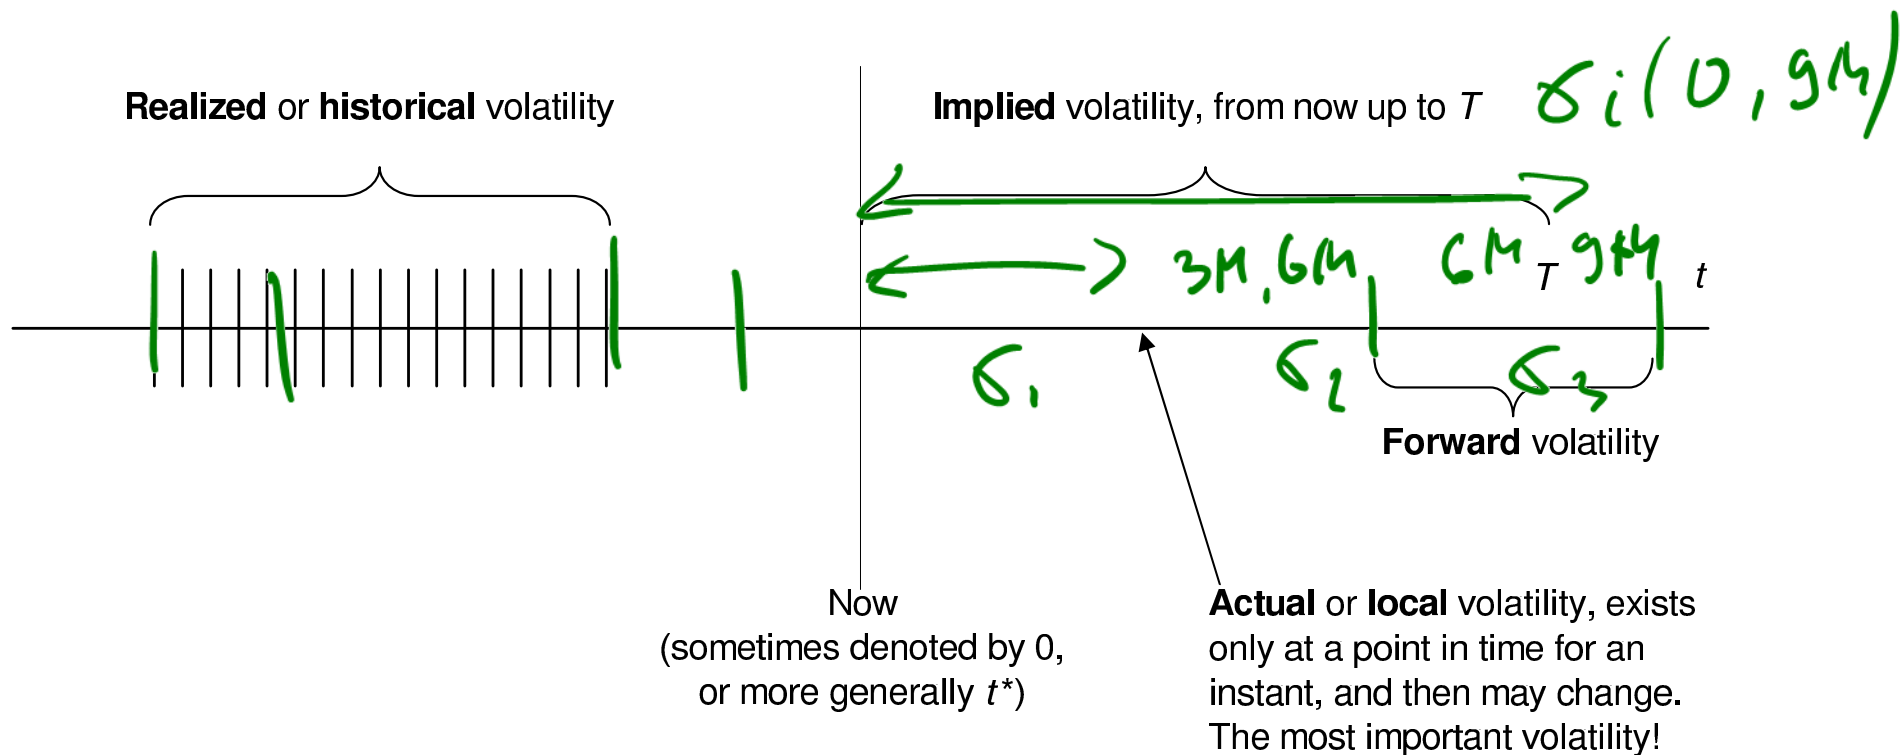 Realized or historical volatility
Implied volatility, from now up to T
σi(0, 9M)
3M, 6M
6M
9M
T
t
σ1
σ2
σ3
Forward volatility
Now
(sometimes denoted by 0,
or more generally t*)
Actual or local volatility, exists
only at a point in time for an
instant, and then may change.
The most important volatility!